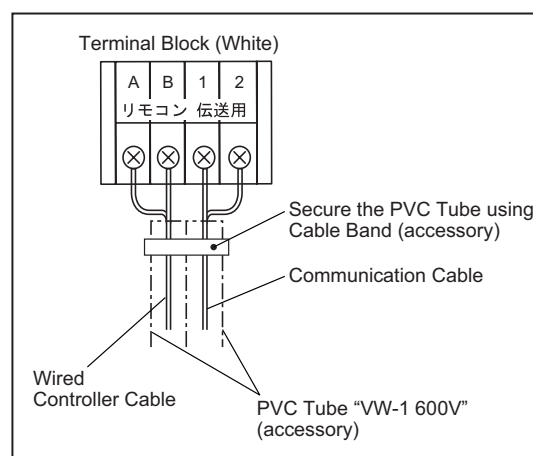 Terminal Block (White)
A B 1 2
リモコン 伝送用
Secure the PVC Tube using
Cable Band (accessory)
Communication Cable
Wired
Controller Cable
PVC Tube “VW-1 600V”
(accessory)